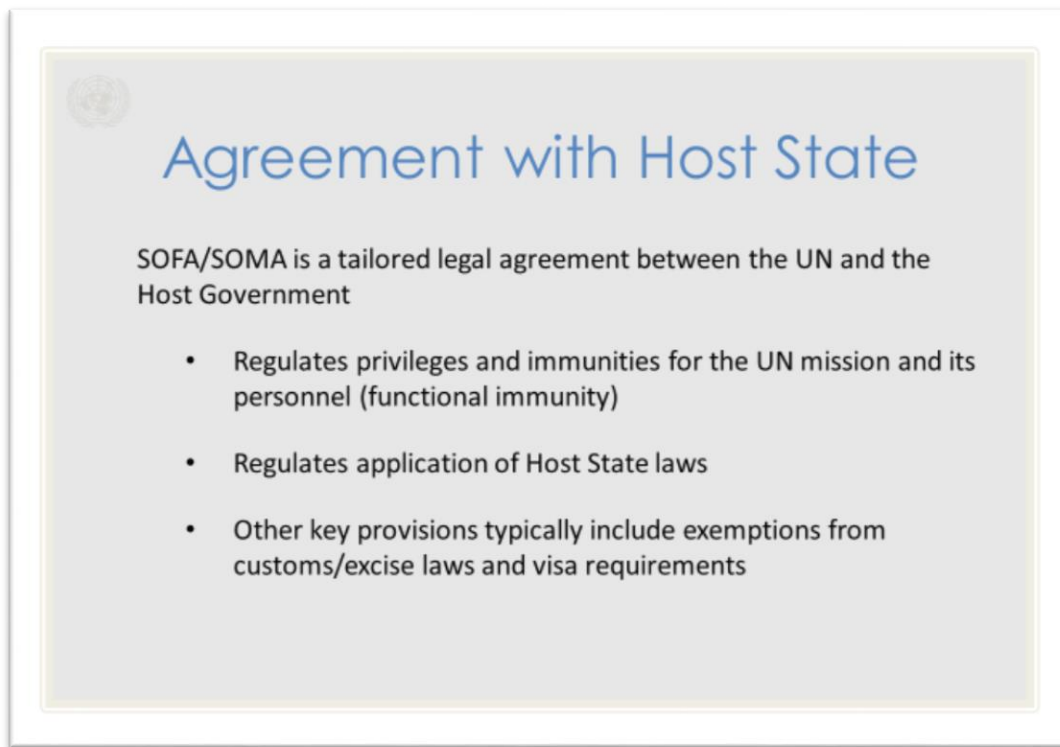 Agreement with Host State
SOFA/SOMA is a tailored legal agreement between the UN and the
Host Government
• Regulates privileges and immunities for the UN mission and its
personnel (functional immunity)
• Regulates application of Host State laws
• Other key provisions typically include exemptions from
customs/excise laws and visa requirements